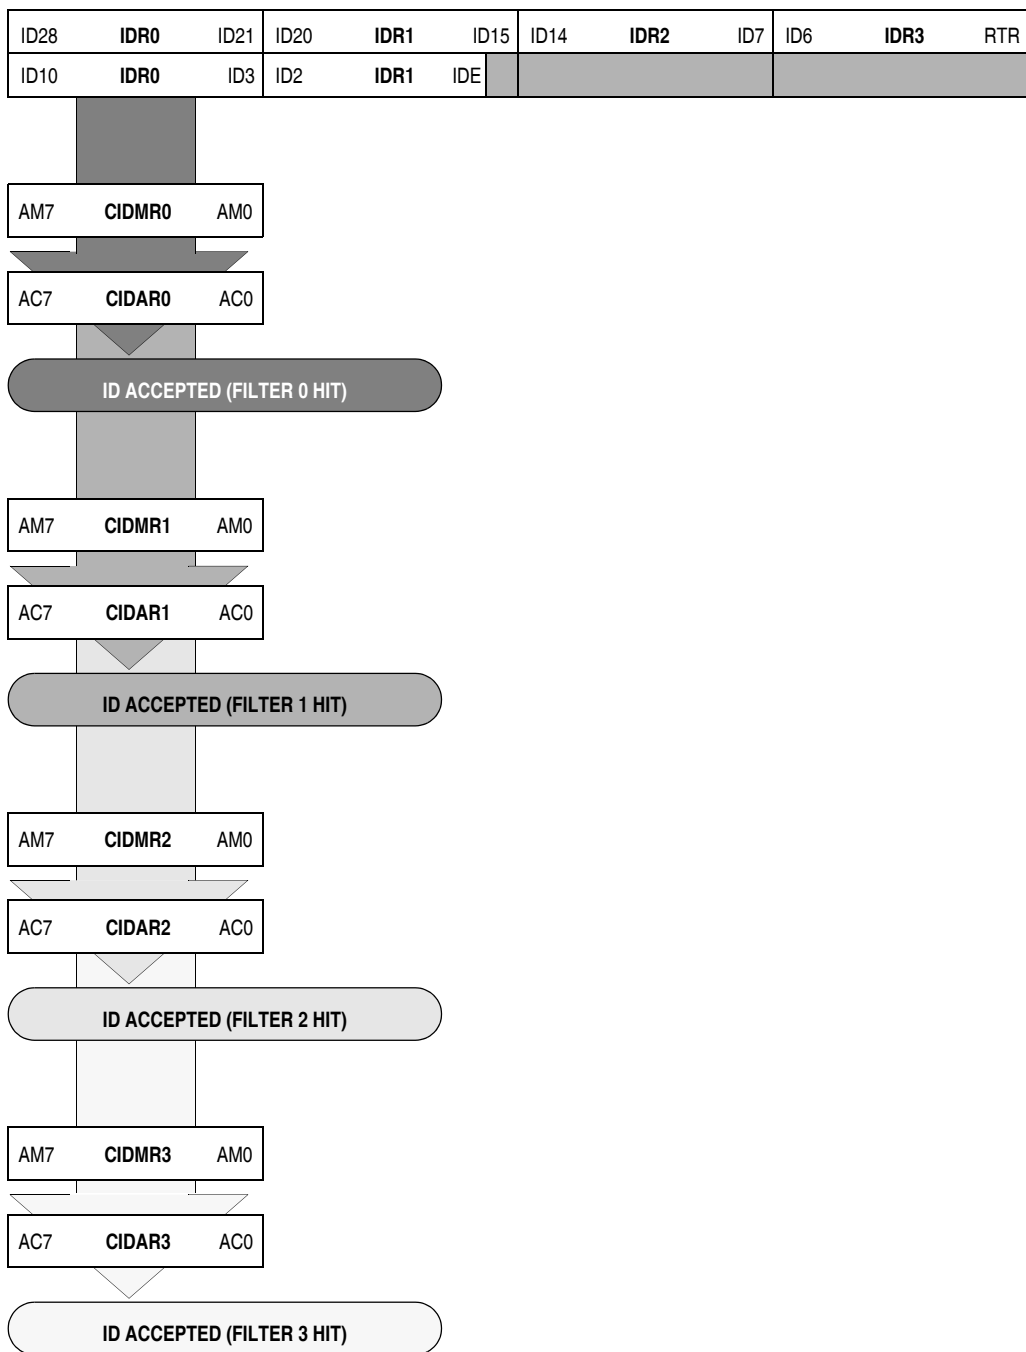 ID28 IDR0 ID21 ID20 IDR1 ID15 ID14 IDR2 ID7 ID6 IDR3 RTR
ID10 IDR0 ID3 ID2 IDR1 IDE
AM7 CIDMR0 AM0
AC7 CIDAR0 AC0
ID ACCEPTED (FILTER 0 HIT)
AM7 CIDMR1 AM0
AC7 CIDAR1 AC0
ID ACCEPTED (FILTER 1 HIT)
AM7 CIDMR2 AM0
AC7 CIDAR2 AC0
ID ACCEPTED (FILTER 2 HIT)
AM7 CIDMR3 AM0
AC7 CIDAR3 AC0
ID ACCEPTED (FILTER 3 HIT)